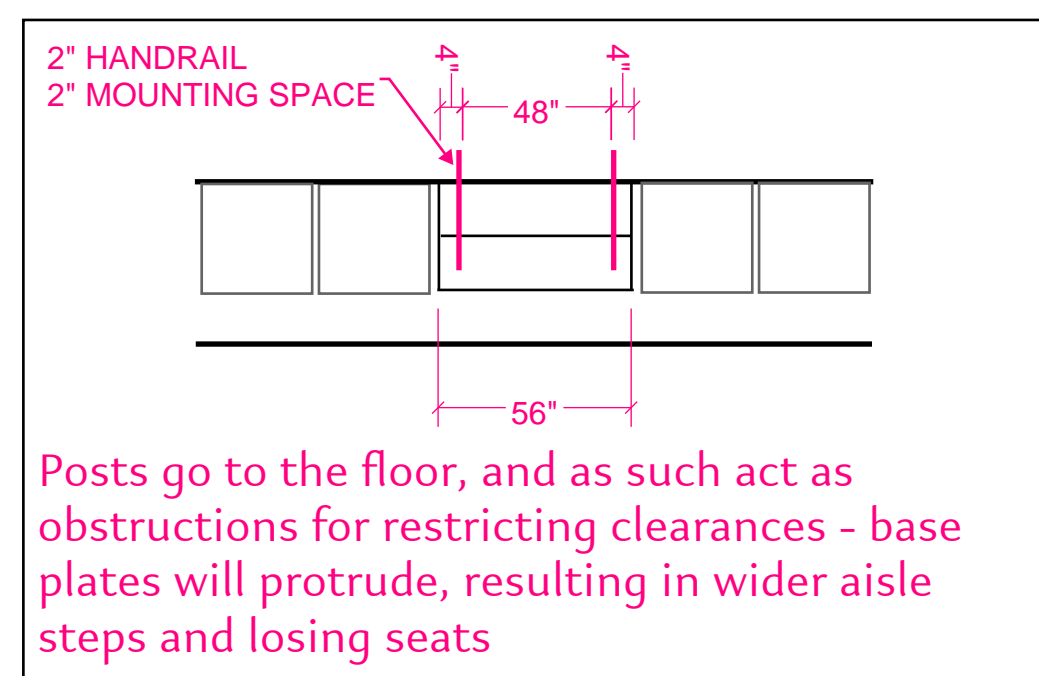 2" HANDRAIL
2" MOUNTING SPACE
4"
48"
4"
56"
Posts go to the floor, and as such act as
obstructions for restricting clearances - base
plates will protrude, resulting in wider aisle
steps and losing seats